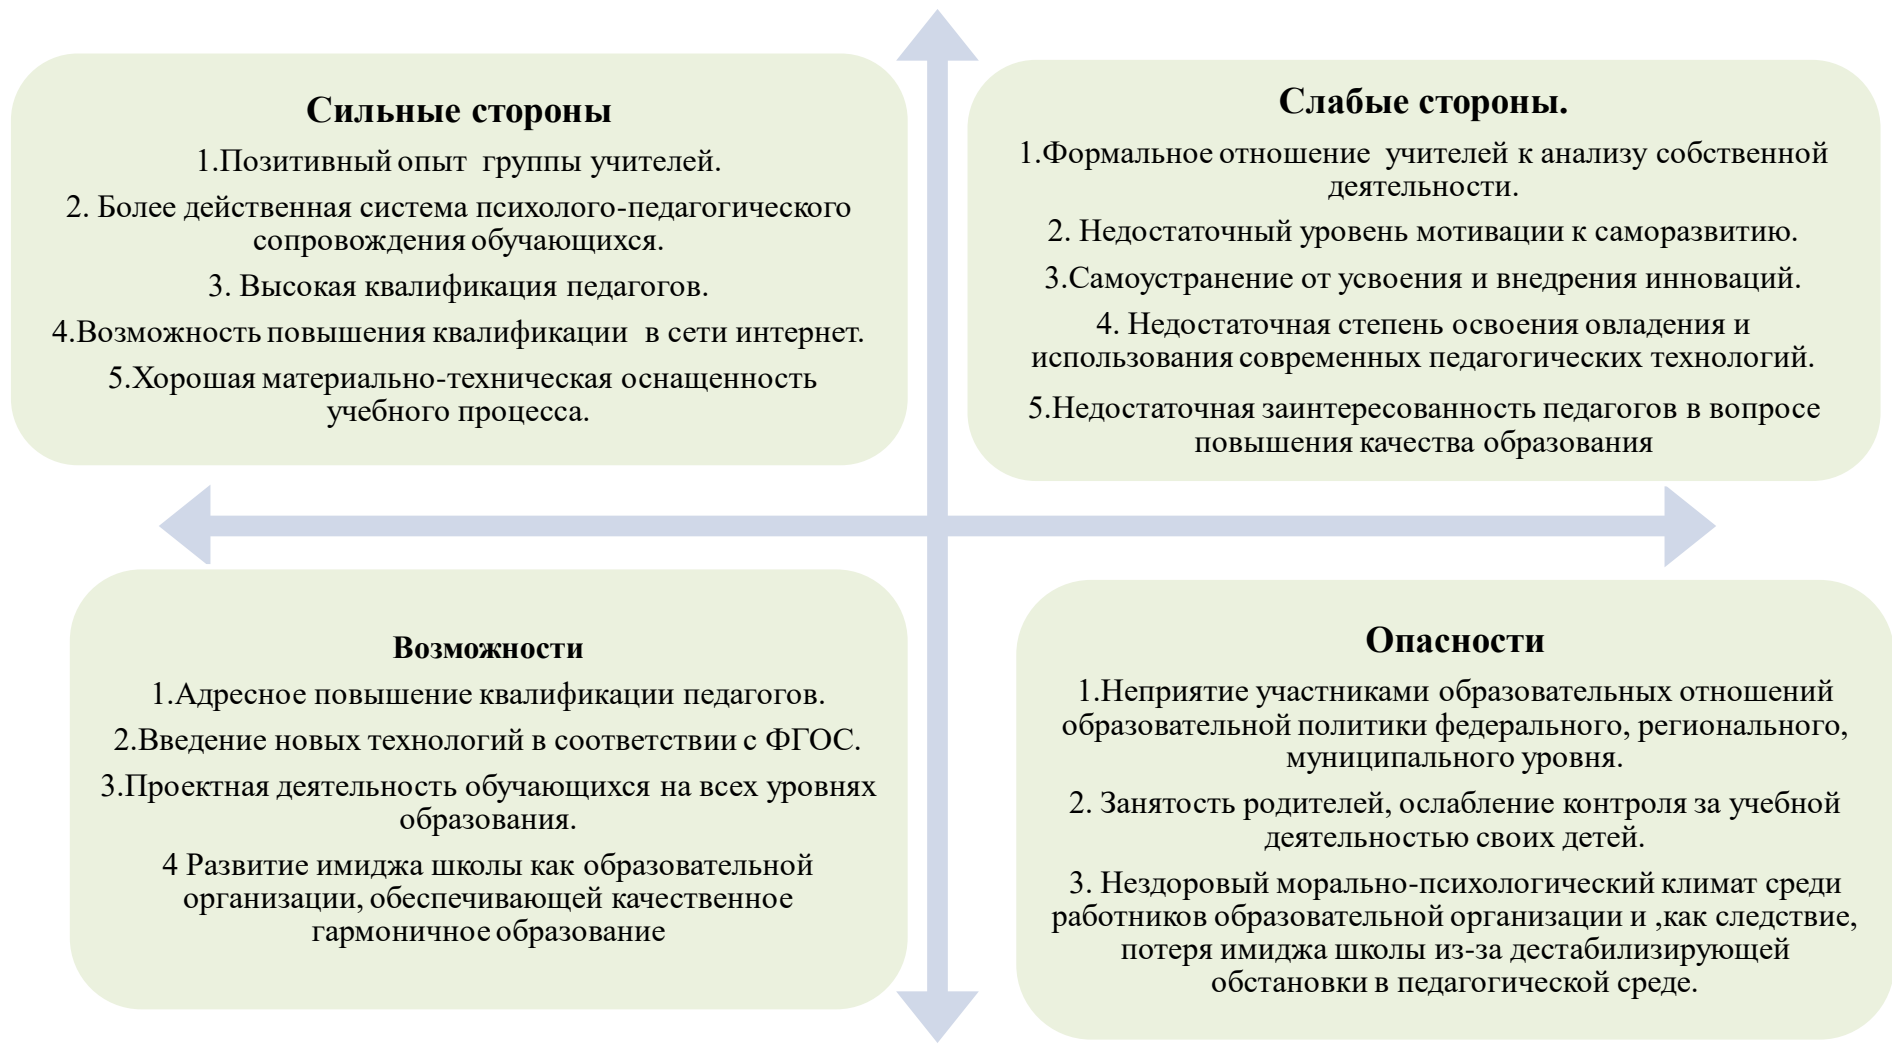 Сильные стороны
1.Позитивный опыт группы учителей.
2. Более действенная система психолого-педагогического
сопровождения обучающихся.
3. Высокая квалификация педагогов.
4.Возможность повышения квалификации в сети интернет.
5.Хорошая материально-техническая оснащенность
учебного процесса.
Слабые стороны.
1.Формальное отношение учителей к анализу собственной
деятельности.
2. Недостаточный уровень мотивации к саморазвитию.
3.Самоустранение от усвоения и внедрения инноваций.
4. Недостаточная степень освоения овладения и
использования современных педагогических технологий.
5.Недостаточная заинтересованность педагогов в вопросе
повышения качества образования
Возможности
1.Адресное повышение квалификации педагогов.
2.Введение новых технологий в соответствии с ФГОС.
3.Проектная деятельность обучающихся на всех уровнях
образования.
4 Развитие имиджа школы как образовательной
организации, обеспечивающей качественное
гармоничное образование
Опасности
1.Неприятие участниками образовательных отношений
образовательной политики федерального, регионального,
муниципального уровня.
2. Занятость родителей, ослабление контроля за учебной
деятельностью своих детей.
3. Нездоровый морально-психологический климат среди
работников образовательной организации и ,как следствие,
потеря имиджа школы из-за дестабилизирующей
обстановки в педагогической среде.